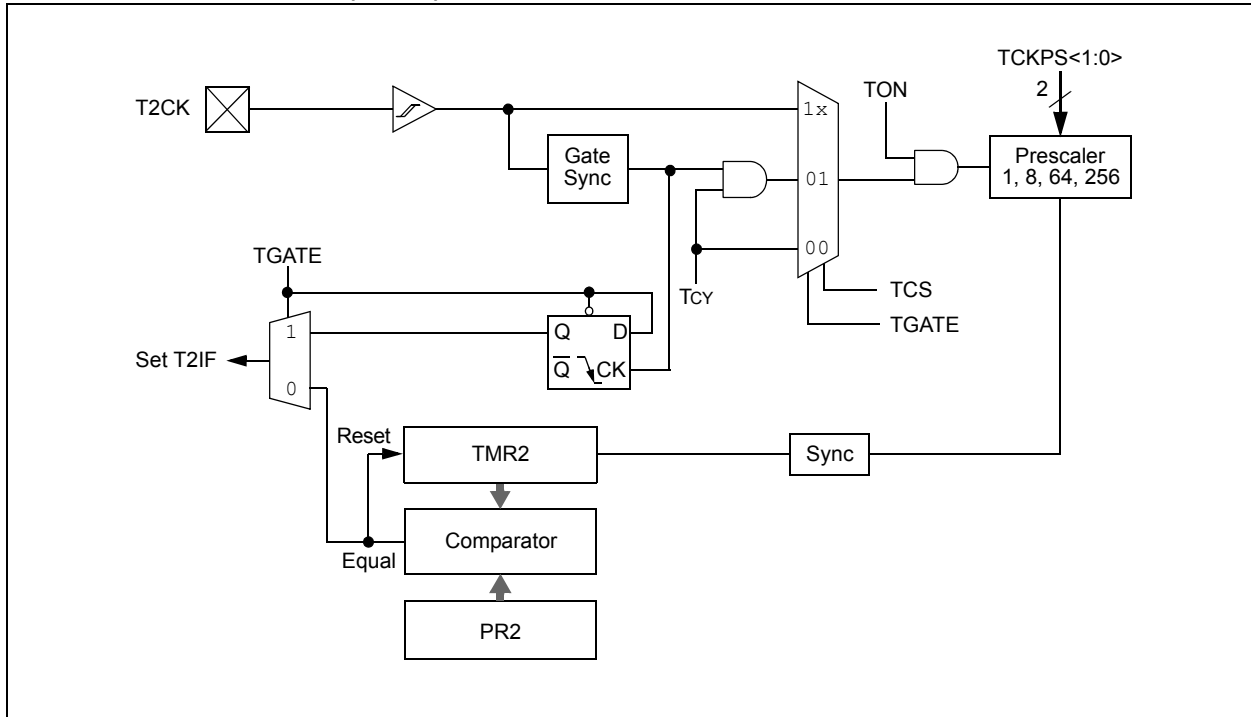 TCKPS<1:0>
2
TON
T2CK
1x
Gate
Sync
Prescaler
1, 8, 64, 256
01
TGATE
00
TCY
TCS
TGATE
1
Q
D
Set T2IF
Q
CK
0
Reset
TMR2
Sync
Comparator
Equal
PR2